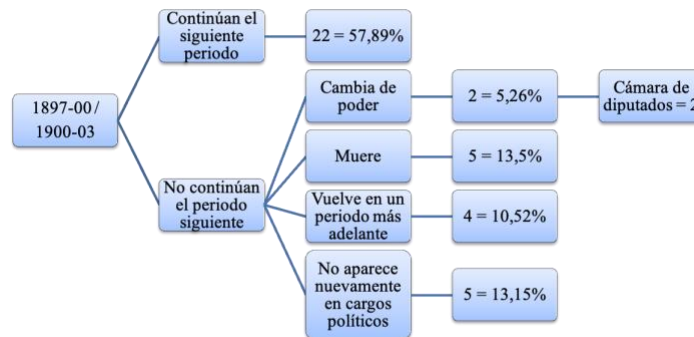 Continúan el
siguiente
periodo
22 = 57,89%
1897-00/
1900-03
No continúan
el periodo
siguiente
Cambia de
poder
2 = 5,26%
Cámara de
diputados = 2
Muere
5 = 13,5%
Vuelve en un
periodo más
adelante
4 = 10,52%
No aparece
nuevamente
en cargos
políticos
5 = 13,15%